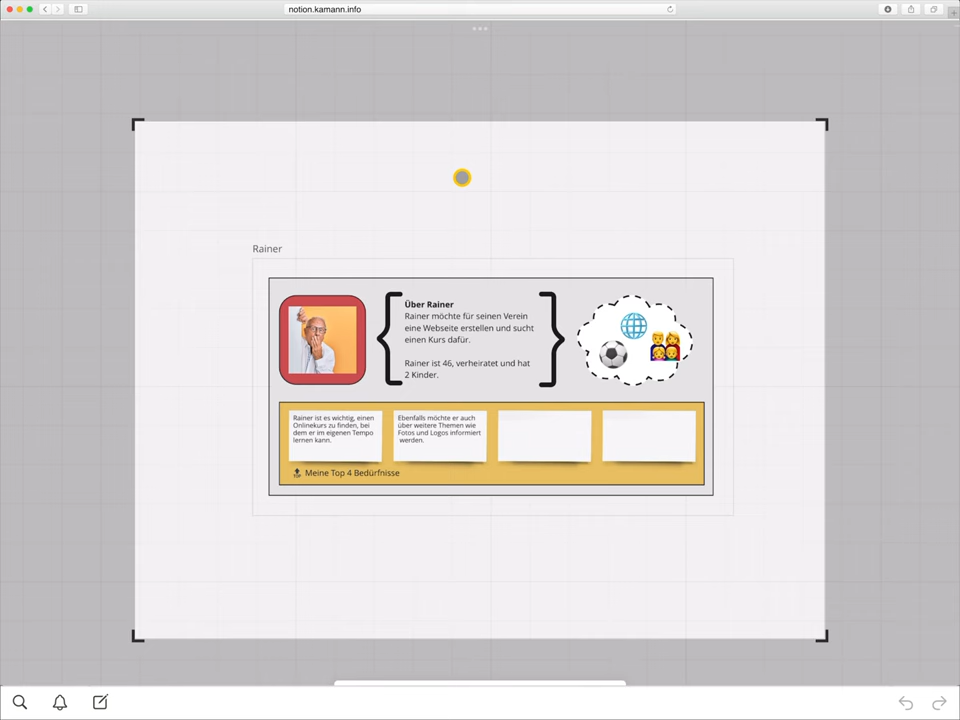 notion.kamann.info
Rainer
Über Rainer
Rainer möchte für seinen Verein
eine Webseite erstellen und sucht
einen Kurs dafür.
Rainer ist 46, verheiratet und hat
2 Kinder.
Rainer ist es wichtig, einen
Onlinekurs zu finden, bei
dem er im eigenen Tempo
lernen kann.
Ebenfalls möchte er auch
über weitere Themen wie
Fotos und Logos informiert
werden.
Meine Top 4 Bedürfnisse